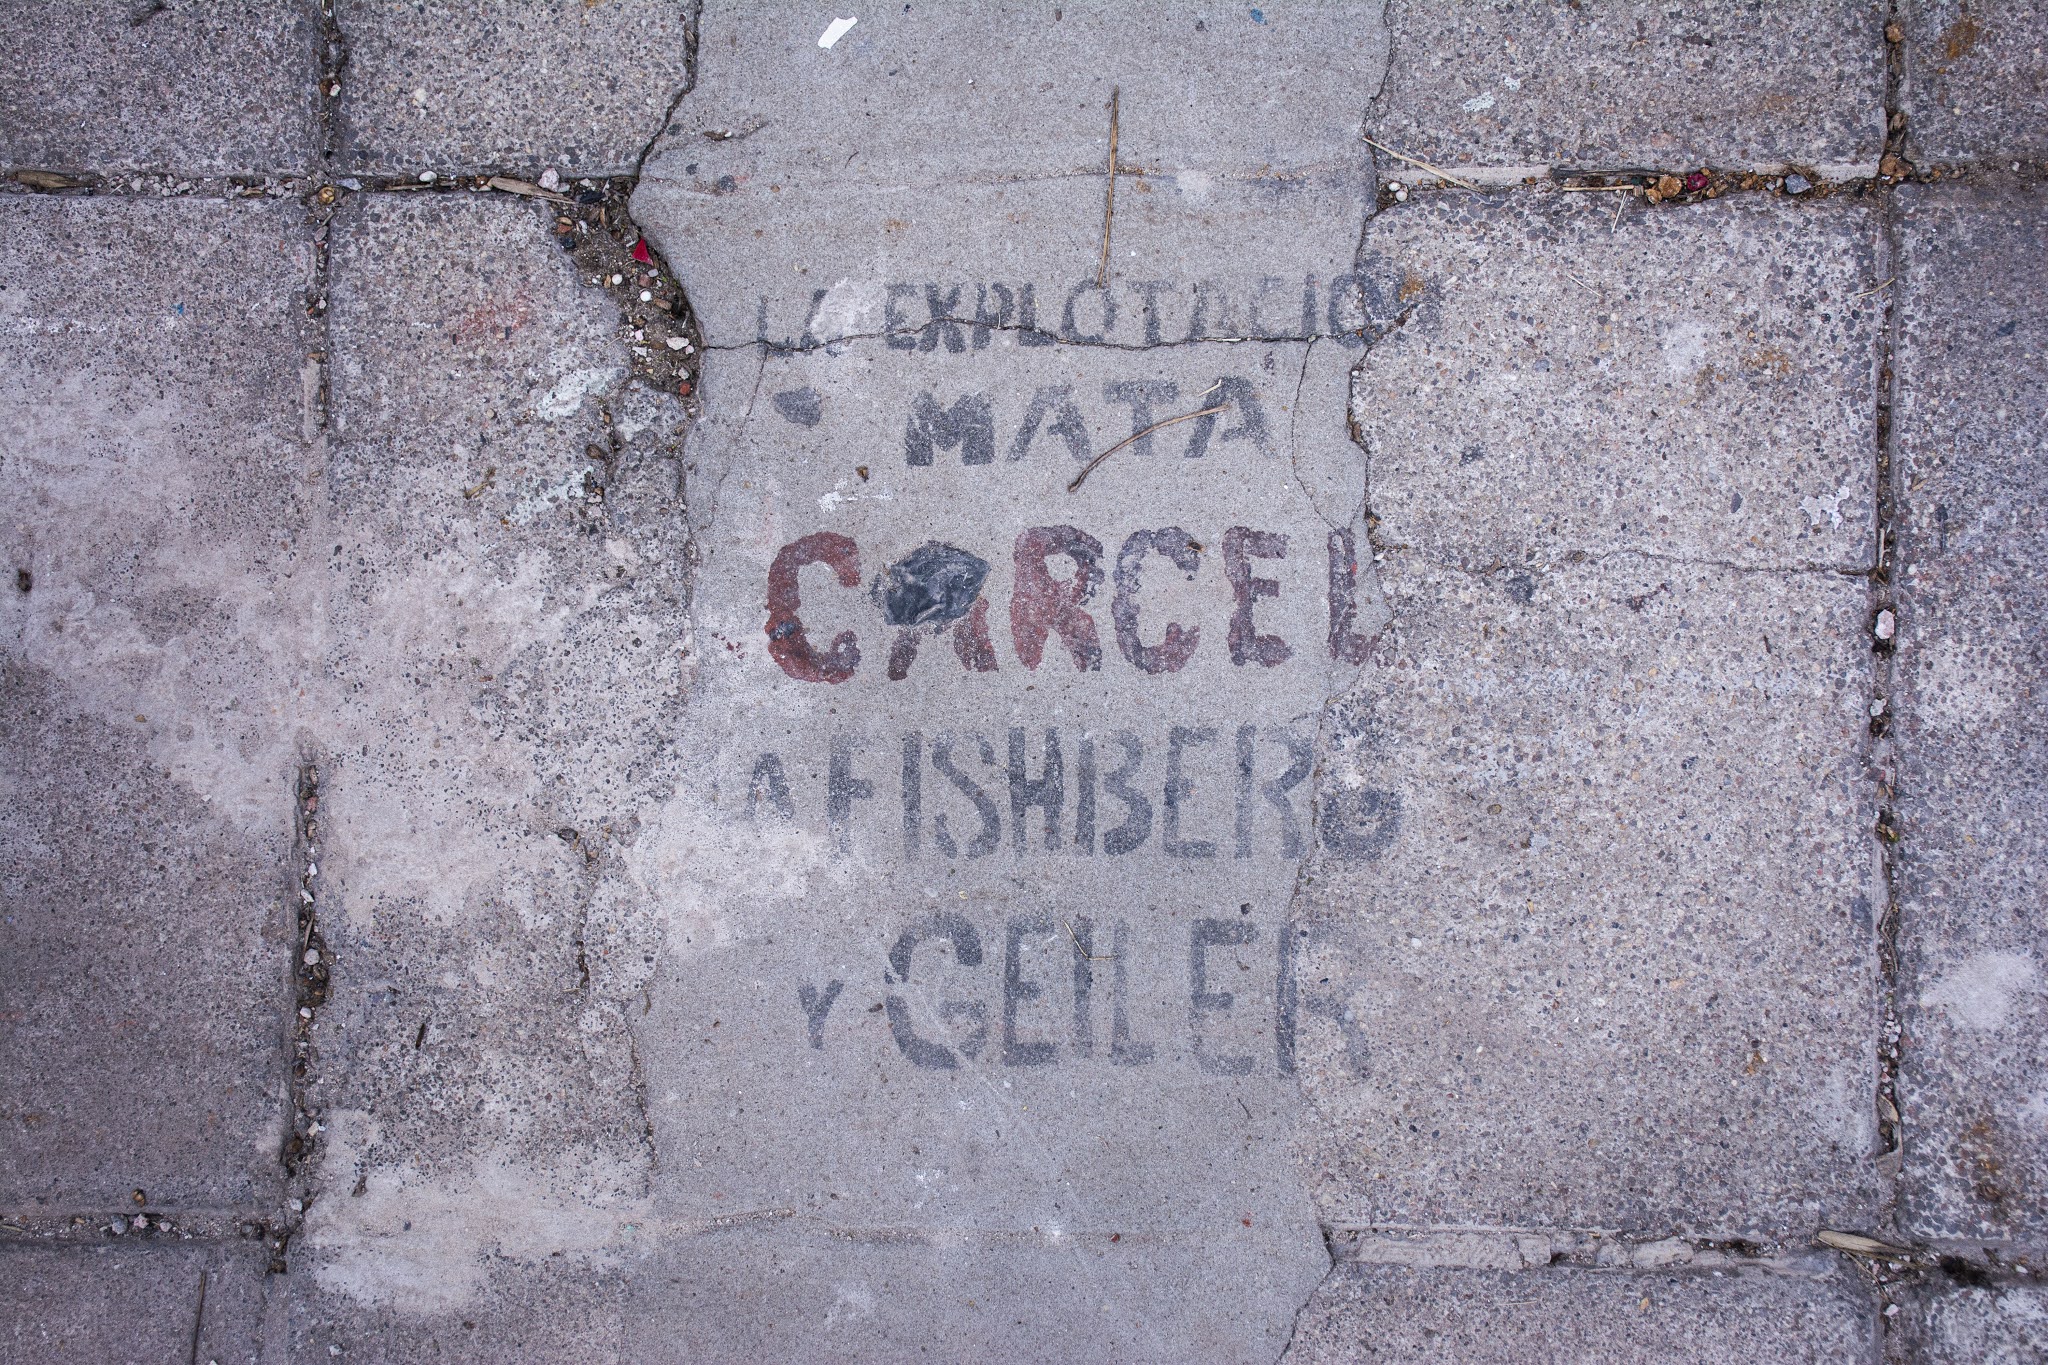 LA EXPLOTACION
MATA
CARCEL
A FISHBERG
Y GEILER